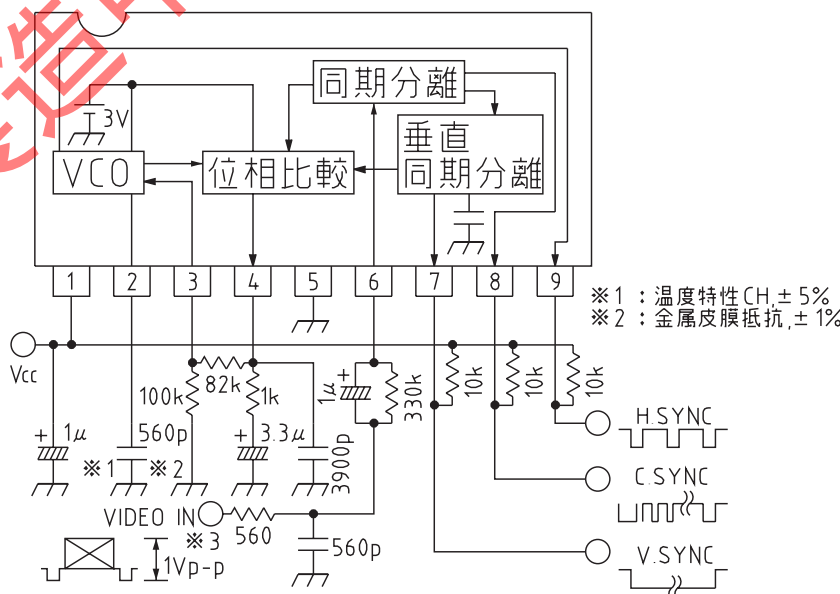 造
同期分離
3V
垂直
同期分離
VCO
位相比較
1 2 3 4 5 6 7 8 9
※1 : 温度特性CH,±5%
※2 : 金属皮膜抵抗,±1%
Vcc
100k
82k
1k
1μ
330k
10k
10k
10k
1μ
560p
※1 ※2
3.3μ
3900p
H.SYNC
C.SYNC
V.SYNC
VIDEO IN
※3
560
560p
1Vp-p